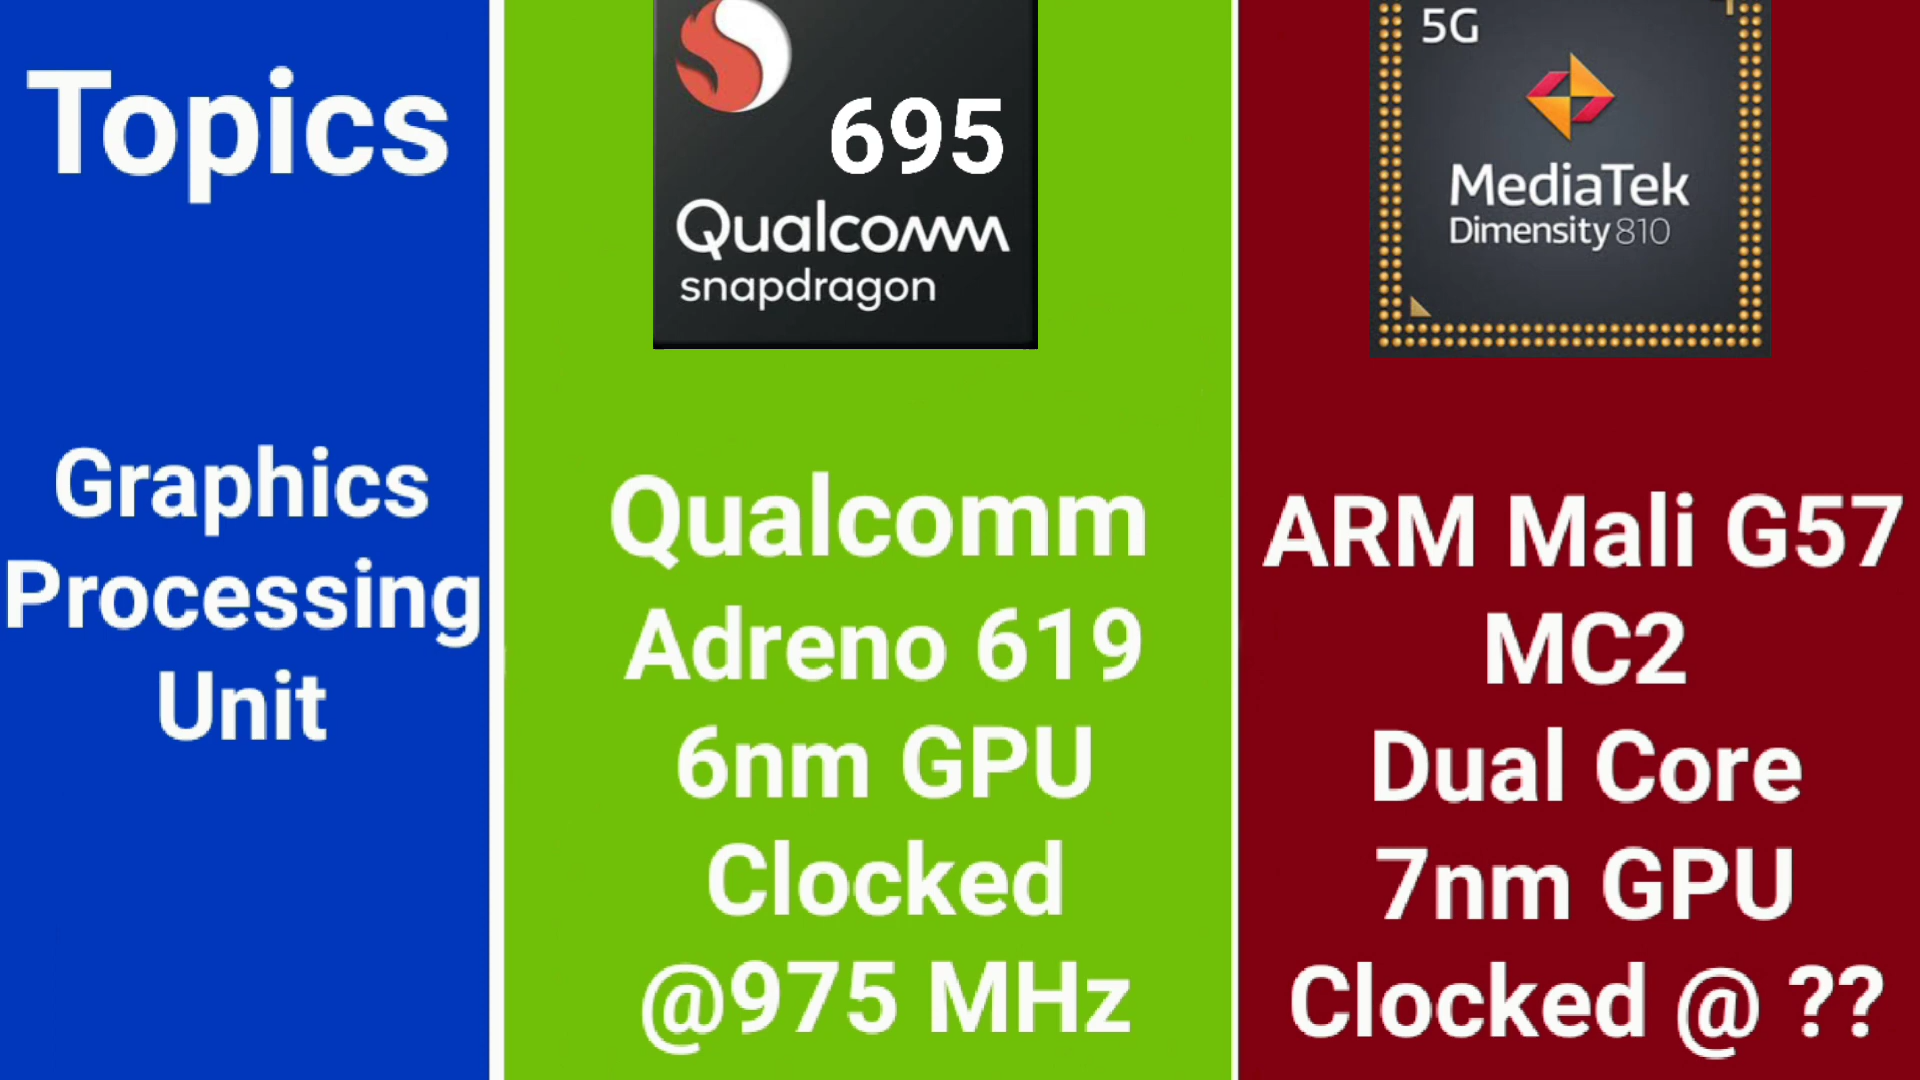 Topics
Graphics
Processing
Unit
695
Qualcomm
snapdragon
Qualcomm
Adreno 619
6nm GPU
Clocked
@975 MHz
5G
MediaTek
Dimensity 810
ARM Mali G57
MC2
Dual Core
7nm GPU
Clocked @ ??